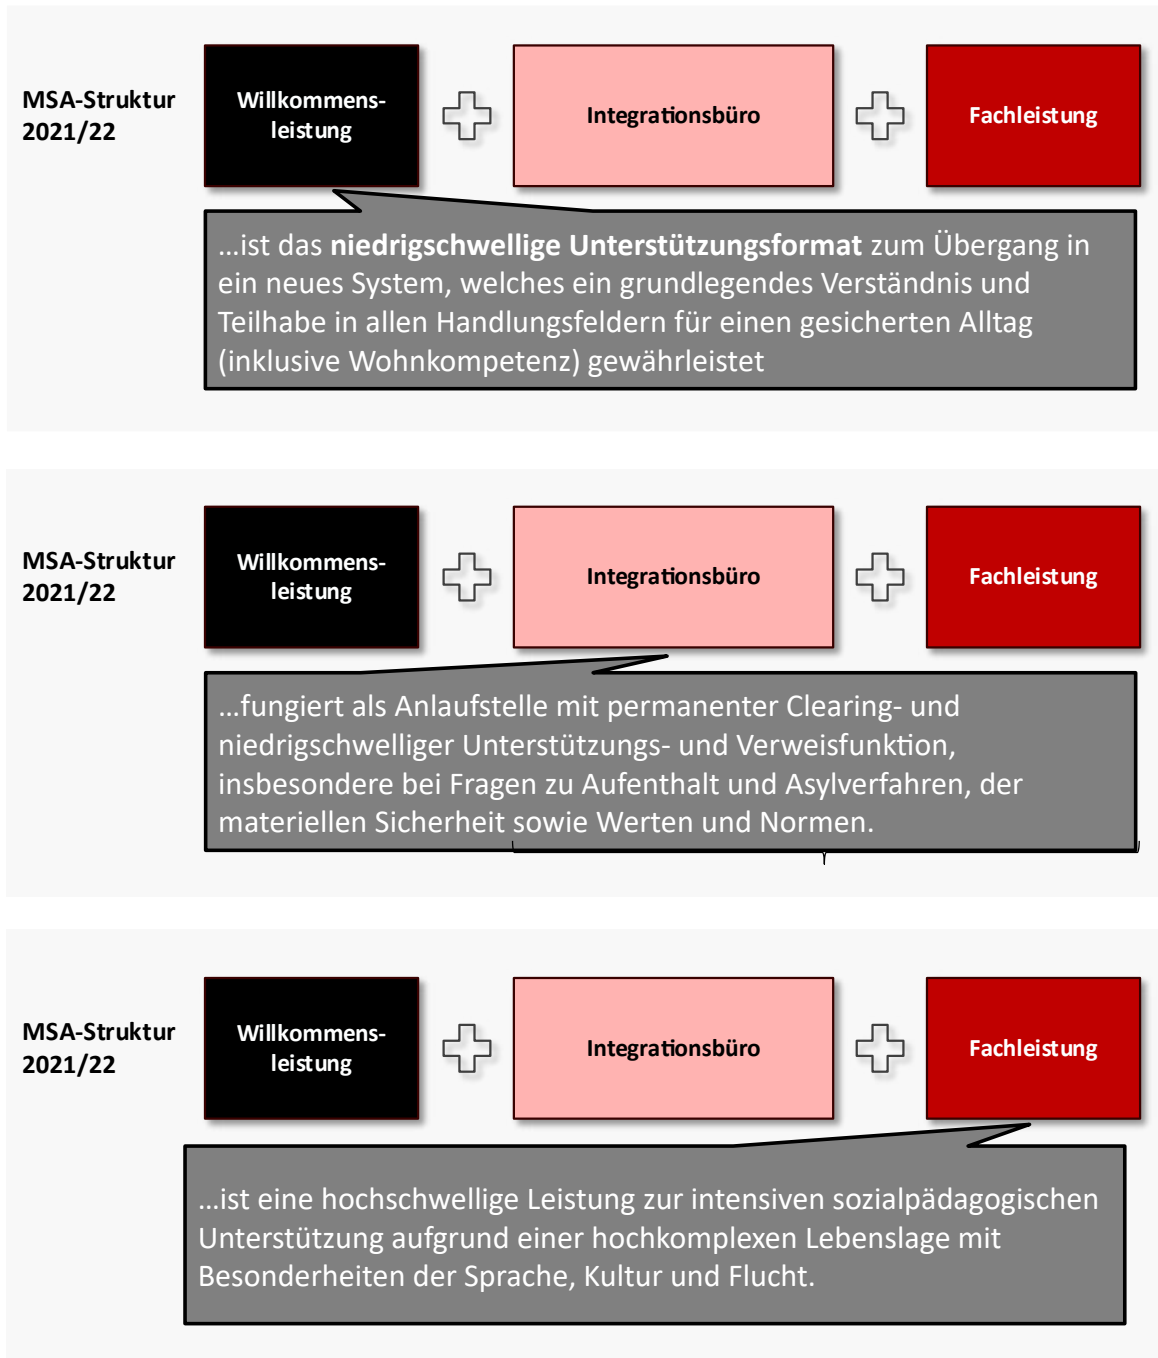 MSA-Struktur
2021/22
Willkommens-
leistung
Integrationsbüro
Fachleistung
...ist das niedrigschwellige Unterstützungsformat zum Übergang in
ein neues System, welches ein grundlegendes Verständnis und
Teilhabe in allen Handlungsfeldern für einen gesicherten Alltag
(inklusive Wohnkompetenz) gewährleistet
MSA-Struktur
2021/22
Willkommens-
leistung
Integrationsbüro
Fachleistung
...fungiert als Anlaufstelle mit permanenter Clearing- und
niedrigschwelliger Unterstützungs- und Verweisfunktion,
insbesondere bei Fragen zu Aufenthalt und Asylverfahren, der
materiellen Sicherheit sowie Werten und Normen.
MSA-Struktur
2021/22
Willkommens-
leistung
Integrationsbüro
Fachleistung
...ist eine hochschwellige Leistung zur intensiven sozialpädagogischen
Unterstützung aufgrund einer hochkomplexen Lebenslage mit
Besonderheiten der Sprache, Kultur und Flucht.